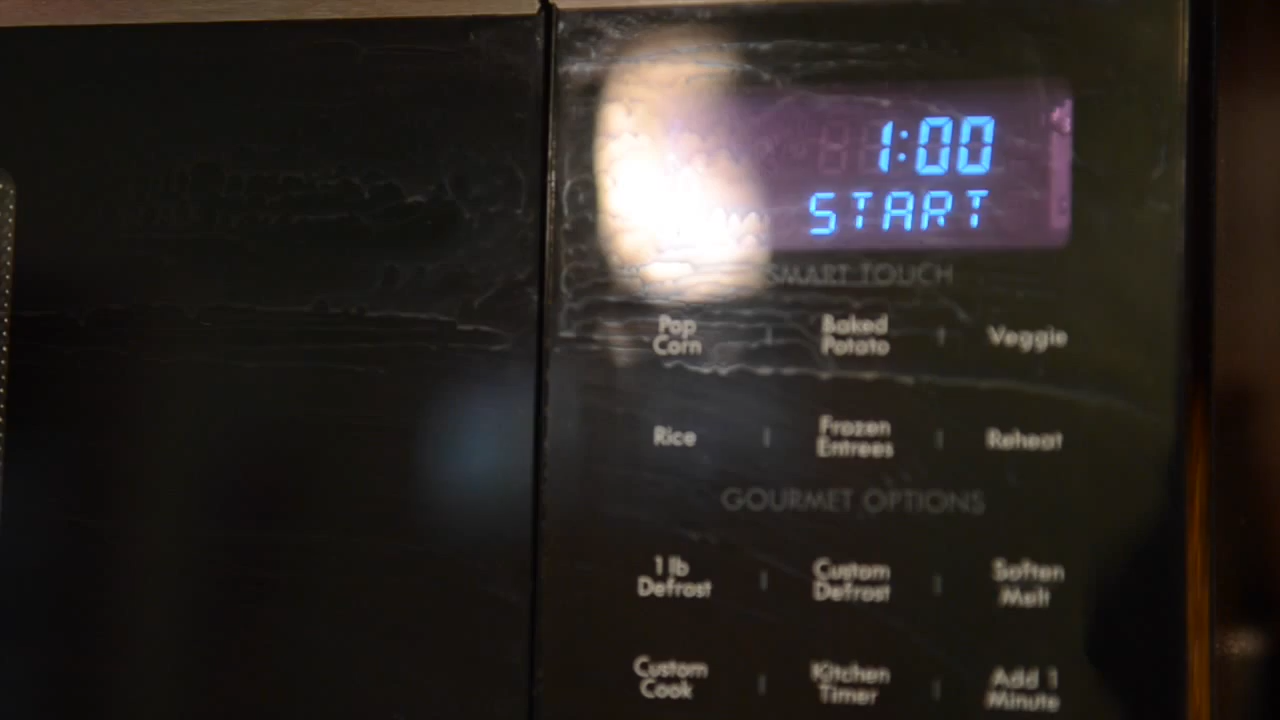 1:00
START
SMART TOUCH
Pop Corn
Baked Potato
Veggie
Rice
Frozen Entrees
Reheat
GOURMET OPTIONS
1 lb Defrost
Custom Defrost
Soften Melt
Custom Cook
Kitchen Timer
Add 1 Minute